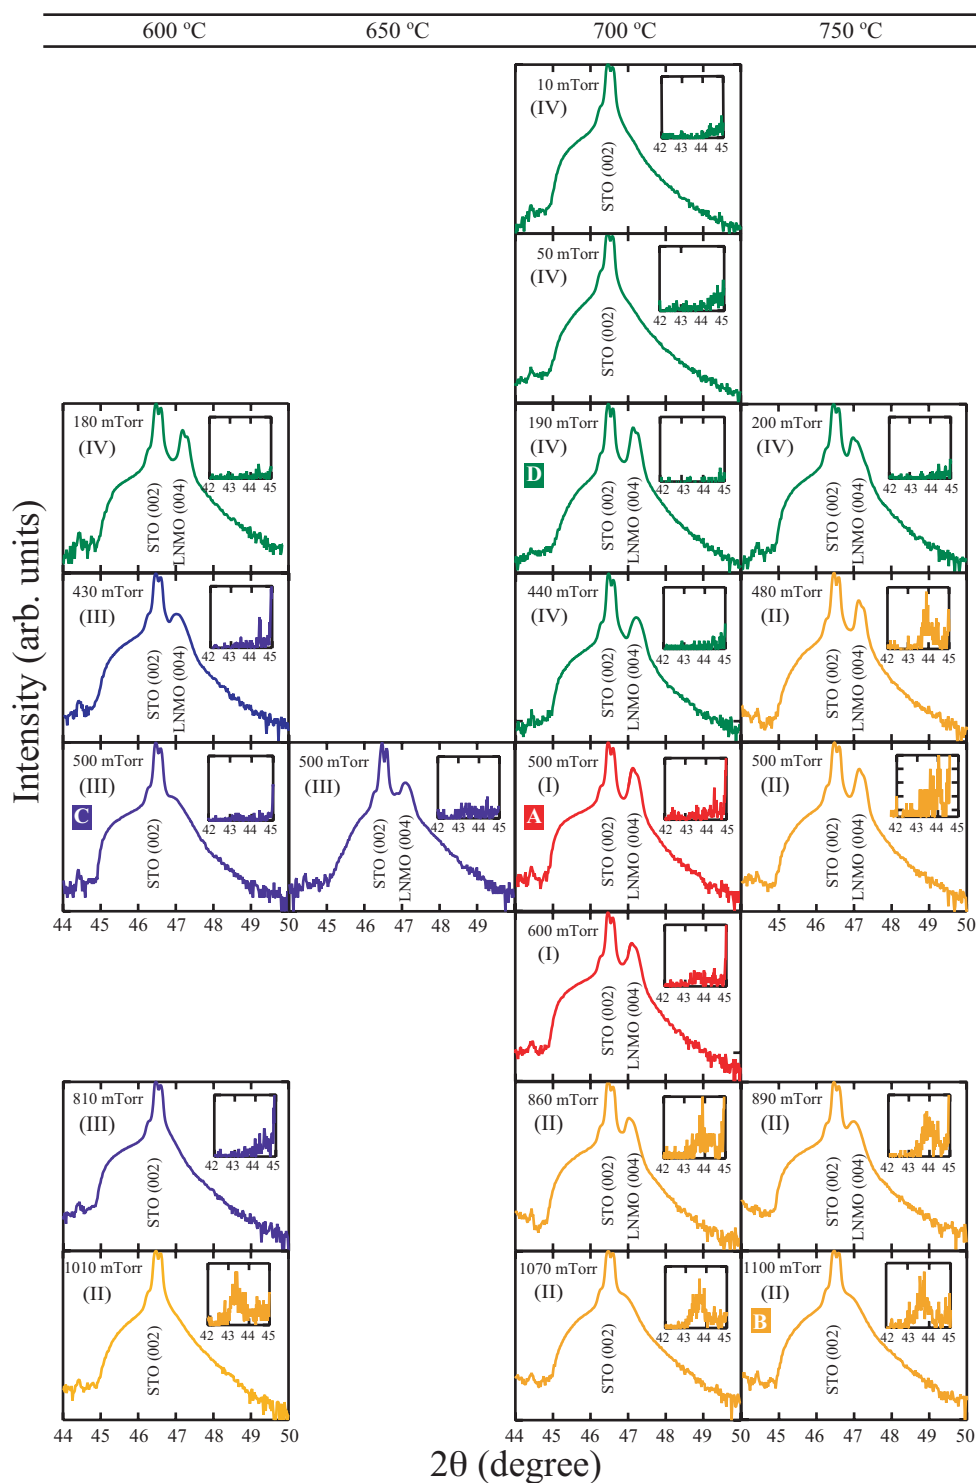 600 ºC 650 ºC 700 ºC 750 ºC
10 mTorr
(IV)
STO (002)
42 43 44 45
50 mTorr
(IV)
STO (002)
42 43 44 45
180 mTorr
(IV)
STO (002)
LNMO (004)
42 43 44 45
190 mTorr
(IV)
D
STO (002)
LNMO (004)
42 43 44 45
200 mTorr
(IV)
STO (002)
LNMO (004)
42 43 44 45
430 mTorr
(III)
STO (002)
LNMO (004)
42 43 44 45
440 mTorr
(IV)
STO (002)
LNMO (004)
42 43 44 45
480 mTorr
(II)
STO (002)
LNMO (004)
42 43 44 45
500 mTorr
(III)
C
STO (002)
42 43 44 45
44 45 46 47 48 49 50
500 mTorr
(III)
STO (002)
LNMO (004)
42 43 44 45
45 46 47 48 49
500 mTorr
(I)
A
STO (002)
LNMO (004)
42 43 44 45
500 mTorr
(II)
STO (002)
LNMO (004)
42 43 44 45
45 46 47 48 49 50
600 mTorr
(I)
STO (002)
LNMO (004)
42 43 44 45
810 mTorr
(III)
STO (002)
42 43 44 45
860 mTorr
(II)
STO (002)
LNMO (004)
42 43 44 45
890 mTorr
(II)
STO (002)
LNMO (004)
42 43 44 45
1010 mTorr
(II)
STO (002)
42 43 44 45
44 45 46 47 48 49 50
1070 mTorr
(II)
STO (002)
42 43 44 45
44 45 46 47 48 49 50
1100 mTorr
(II)
B
STO (002)
42 43 44 45
45 46 47 48 49 50
Intensity (arb. units)
2θ (degree)